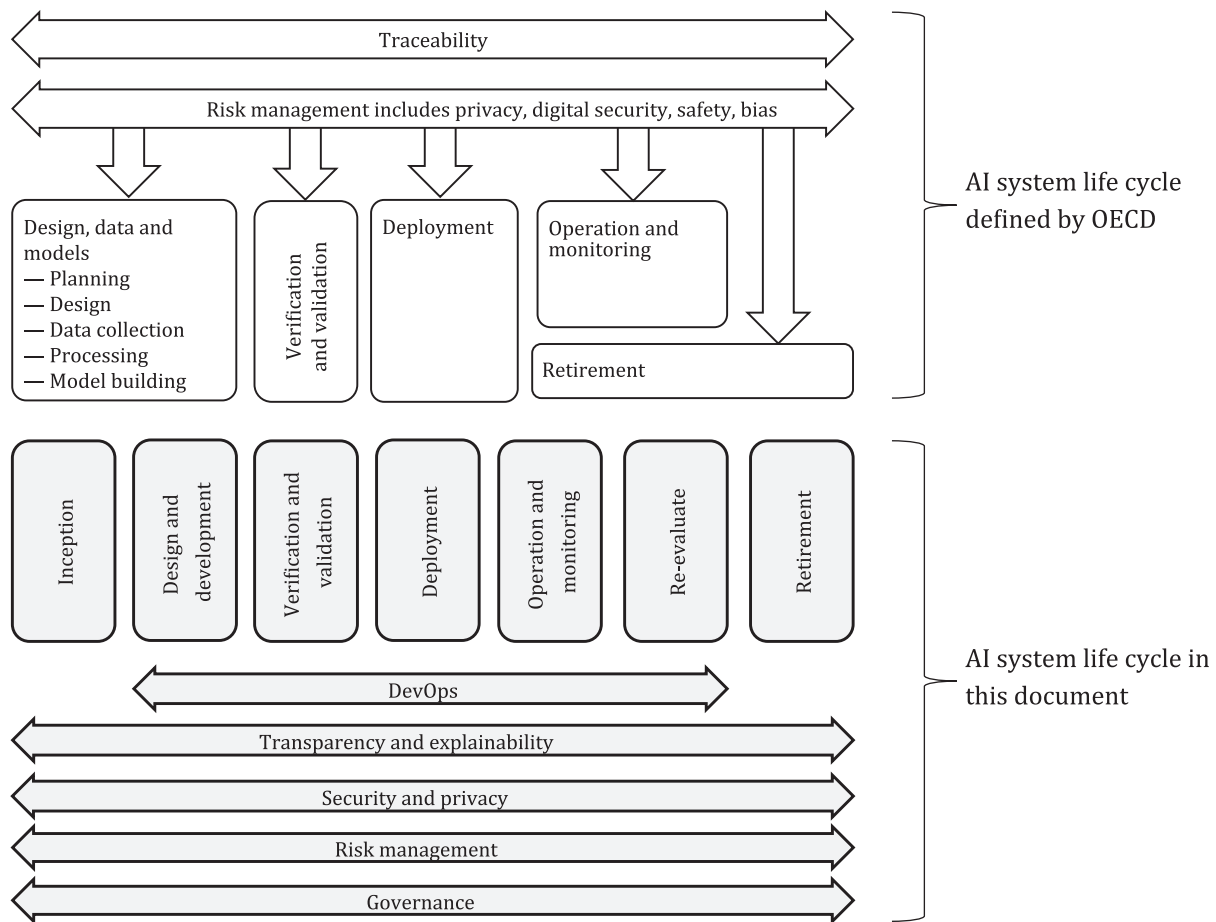 Traceability
Risk management includes privacy, digital security, safety, bias
Design, data and
models
— Planning
— Design
— Data collection
— Processing
— Model building
Verification
and validation
Deployment
Operation and
monitoring
Retirement
AI system life cycle
defined by OECD
Inception
Design and
development
Verification and
validation
Deployment
Operation and
monitoring
Re-evaluate
Retirement
DevOps
Transparency and explainability
Security and privacy
Risk management
Governance
AI system life cycle in
this document